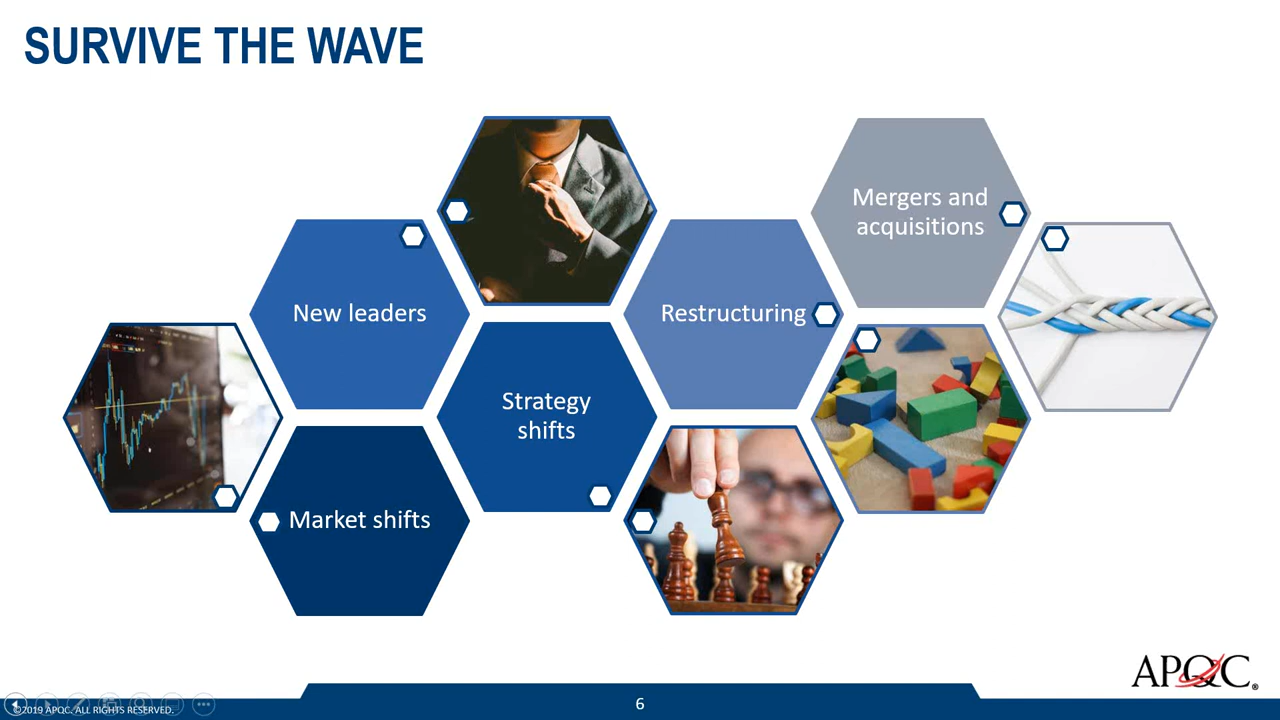 SURVIVE THE WAVE
Mergers and
acquisitions
New leaders
Restructuring
Strategy
shifts
Market shifts
APQC®
6
©2019 APQC. ALL RIGHTS RESERVED.